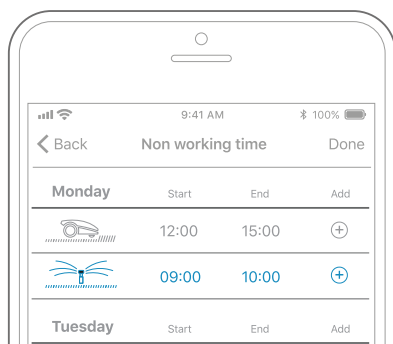 9:41 AM 100%
Back Non working time Done
Monday Start End Add
12:00 15:00
09:00 10:00
Tuesday Start End Add